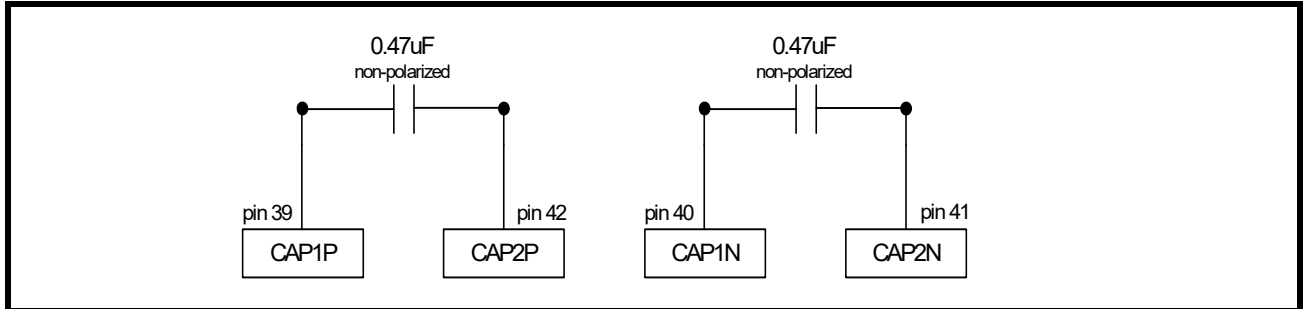 0.47uF
non-polarized
0.47uF
non-polarized
pin 39
pin 42
pin 40
pin 41
CAP1P
CAP2P
CAP1N
CAP2N